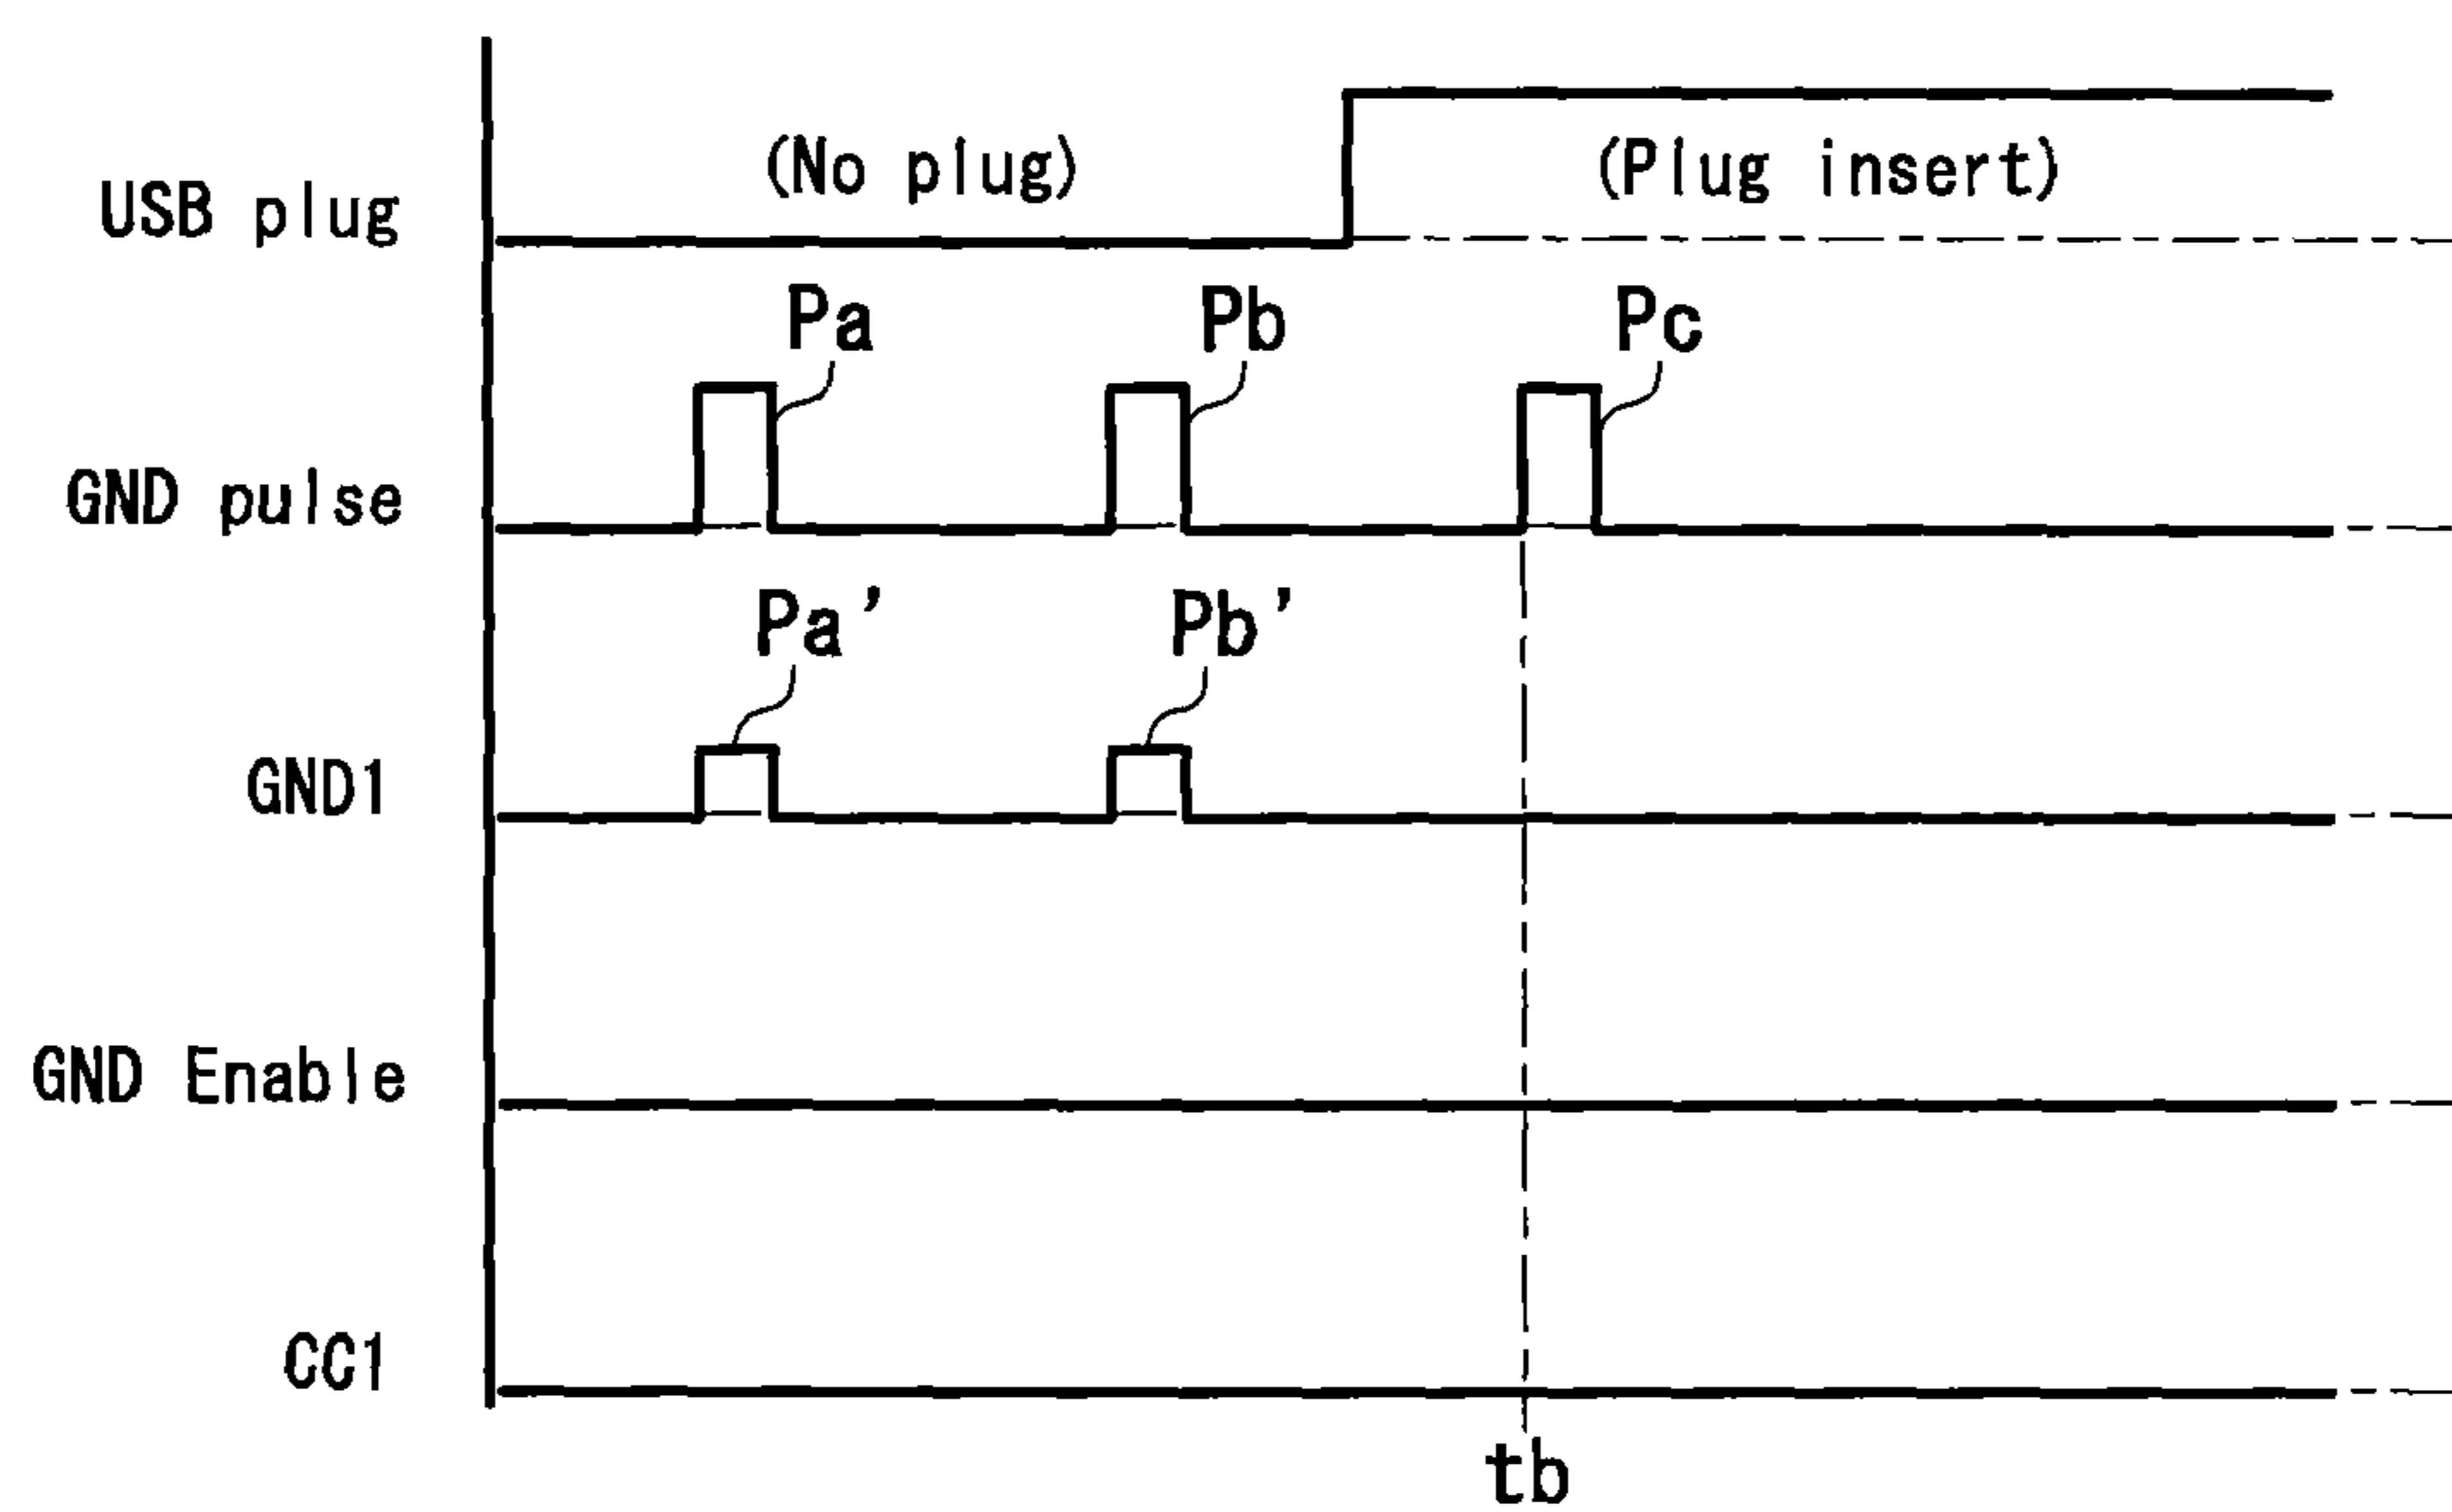 (No plug)
(Plug insert)
USB plug
Pa
Pb
Pc
GND pulse
Pa’
Pb’
GND1
GND Enable
CC1
tb